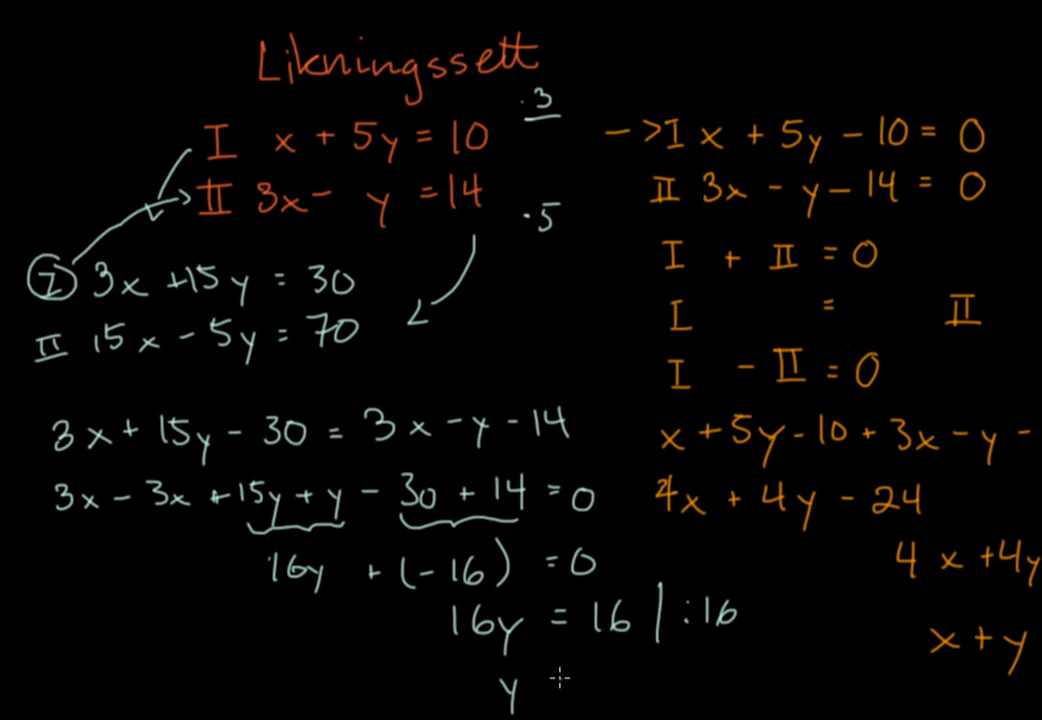 Likningssett
I x + 5y = 10 · 3
II 3x - y = 14 · 5
I 3x + 15y = 30
II 15x - 5y = 70
3x + 15y - 30 = 3x - y - 14
3x - 3x + 15y + y - 30 + 14 = 0
16y + (-16) = 0
16y = 16 | : 16
y
-> I x + 5y - 10 = 0
II 3x - y - 14 = 0
I + II = 0
I = II
I - II = 0
x + 5y - 10 + 3x - y -
4x + 4y - 24
4x + 4y
x + y